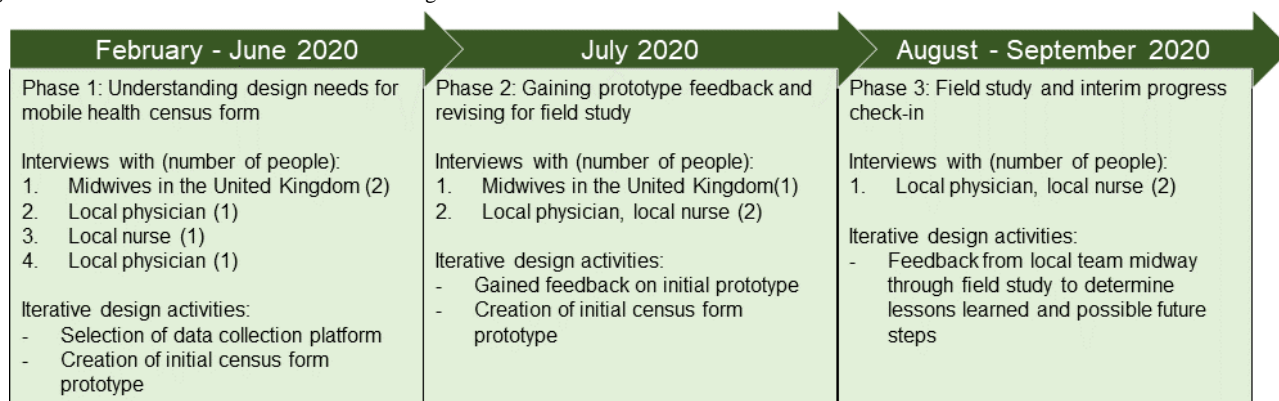 February - June 2020
July 2020
August - September 2020
Phase 1: Understanding design needs for
mobile health census form
Interviews with (number of people):
1. Midwives in the United Kingdom (2)
2. Local physician (1)
3. Local nurse (1)
4. Local physician (1)
Iterative design activities:
- Selection of data collection platform
- Creation of initial census form
prototype
Phase 2: Gaining prototype feedback and
revising for field study
Interviews with (number of people):
1. Midwives in the United Kingdom(1)
2. Local physician, local nurse (2)
Iterative design activities:
- Gained feedback on initial prototype
- Creation of initial census form
prototype
Phase 3: Field study and interim progress
check-in
Interviews with (number of people):
1. Local physician, local nurse (2)
Iterative design activities:
- Feedback from local team midway
through field study to determine
lessons learned and possible future
steps